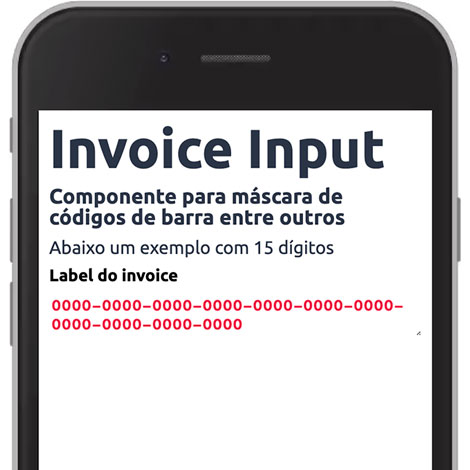 Invoice Input
Componente para máscara de
códigos de barra entre outros
Abaixo um exemplo com 15 dígitos
Label do invoice
0000-0000-0000-0000-0000-0000-0000-
0000-0000-0000-0000